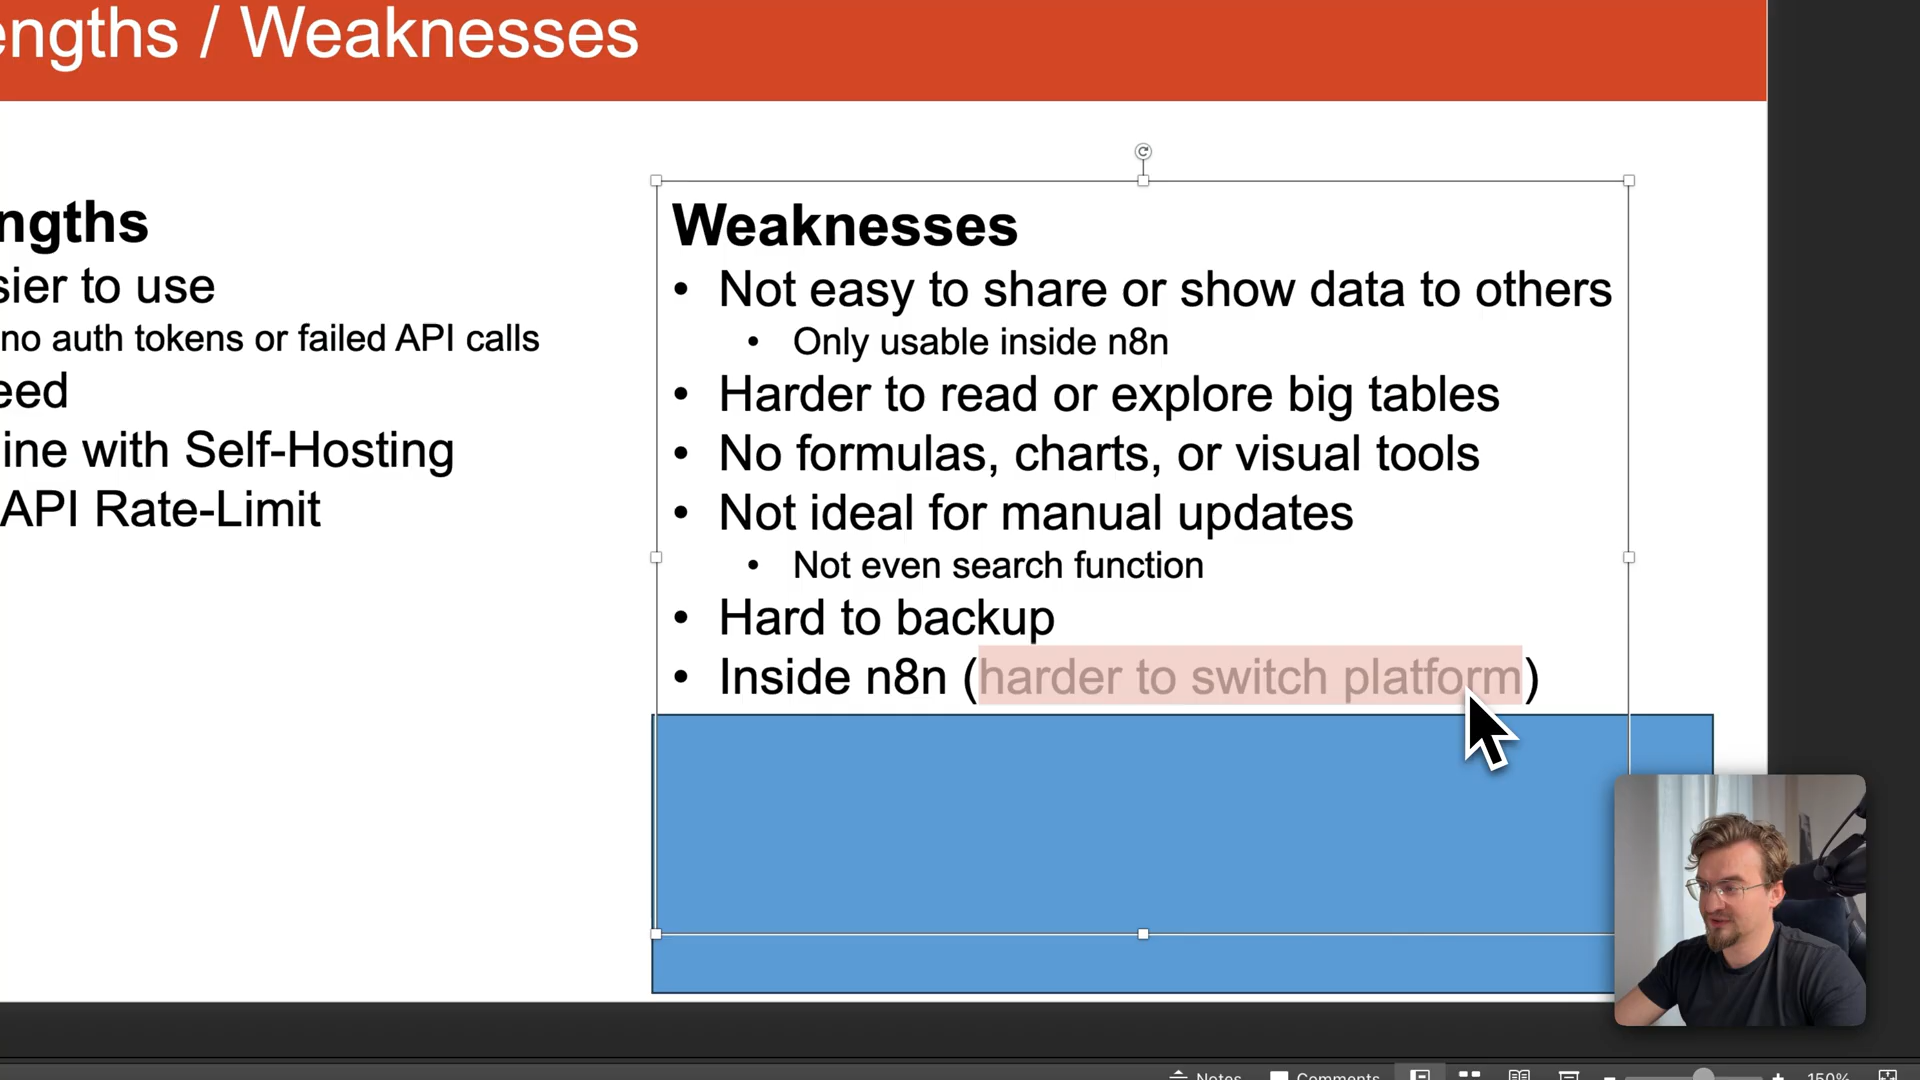 engths / Weaknesses
ngths
sier to use
no auth tokens or failed API calls
eed
ine with Self-Hosting
API Rate-Limit
Weaknesses
• Not easy to share or show data to others
• Only usable inside n8n
• Harder to read or explore big tables
• No formulas, charts, or visual tools
• Not ideal for manual updates
• Not even search function
• Hard to backup
• Inside n8n (harder to switch platform)
Notes Comments 150%